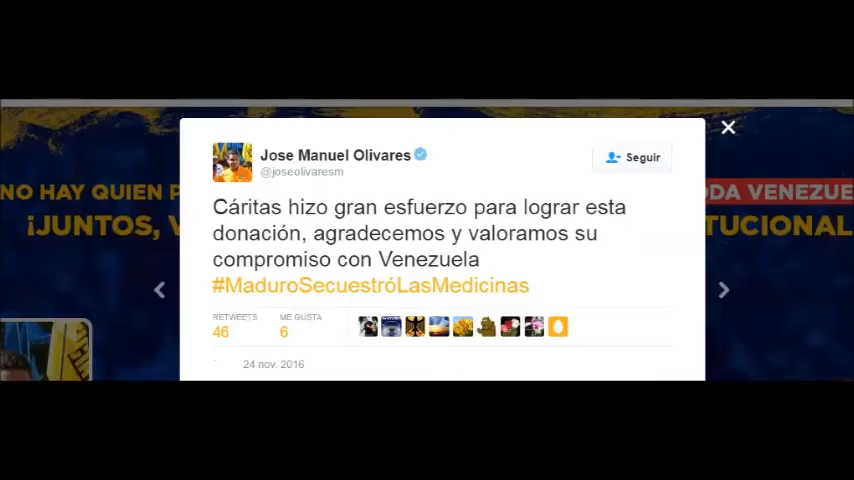 NO HAY QUIEN P
¡JUNTOS, V
Jose Manuel Olivares
@joseolivaresm
Seguir
Cáritas hizo gran esfuerzo para lograr esta
donación, agradecemos y valoramos su
compromiso con Venezuela
#MaduroSecuestróLasMedicinas
RETWEETS ME GUSTA
46 6
24 nov. 2016
ODA VENEZUE
TUCIONAL